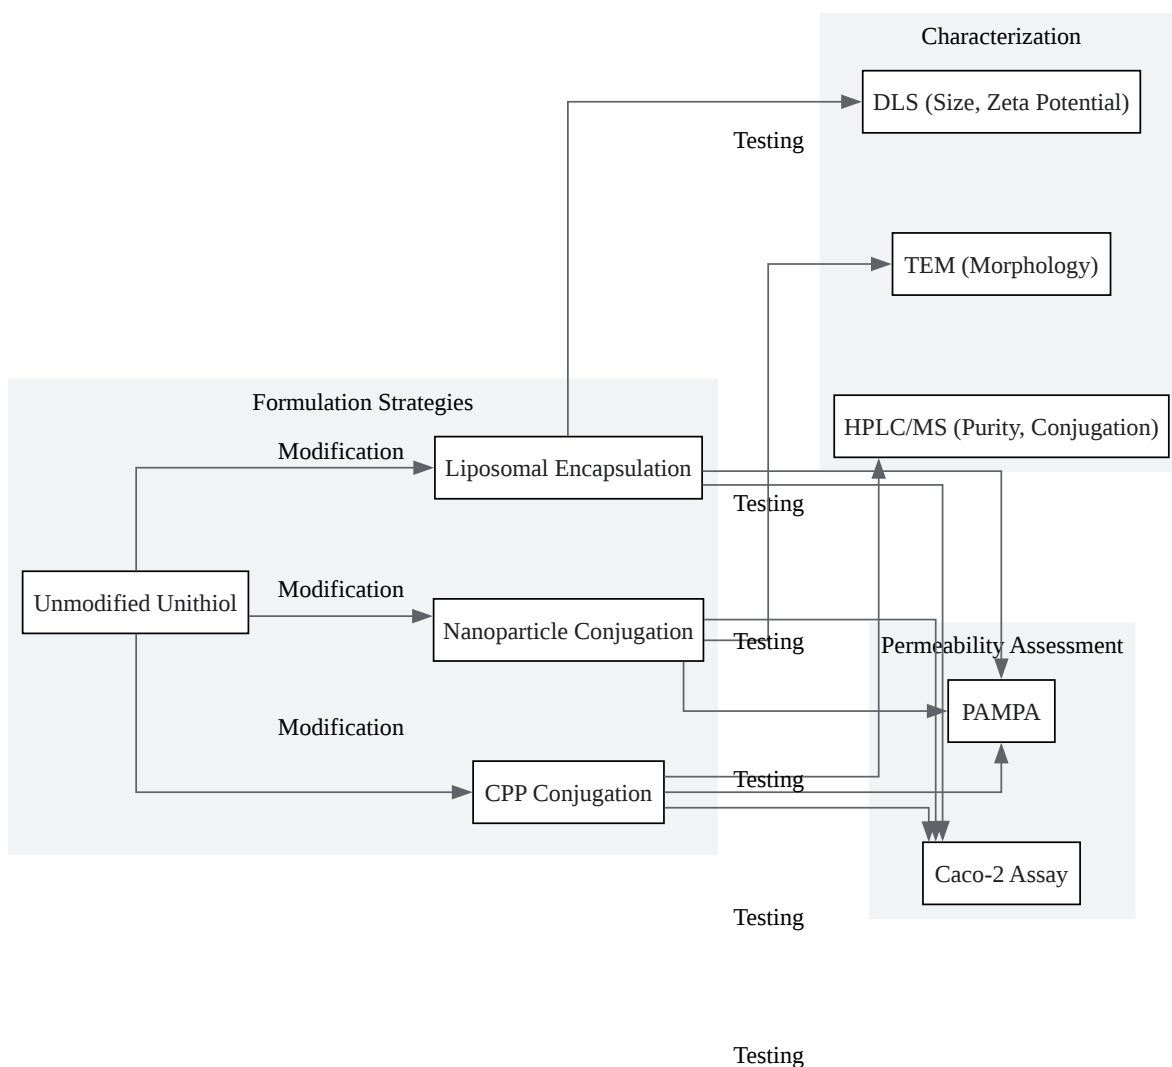 Characterization
DLS (Size, Zeta Potential)
Testing
TEM (Morphology)
Formulation Strategies
Modification
Liposomal Encapsulation
HPLC/MS (Purity, Conjugation)
Testing
Unmodified Unithiol
Modification
Nanoparticle Conjugation
Testing
Permeability Assessment
PAMPA
Modification
CPP Conjugation
Testing
Caco-2 Assay
Testing
Testing